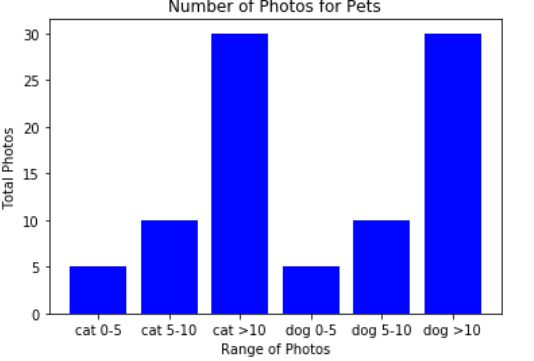 Number of Photos for Pets
30
25
20
15
10
5
0
Total Photos
cat 0-5 cat 5-10 cat >10 dog 0-5 dog 5-10 dog >10
Range of Photos